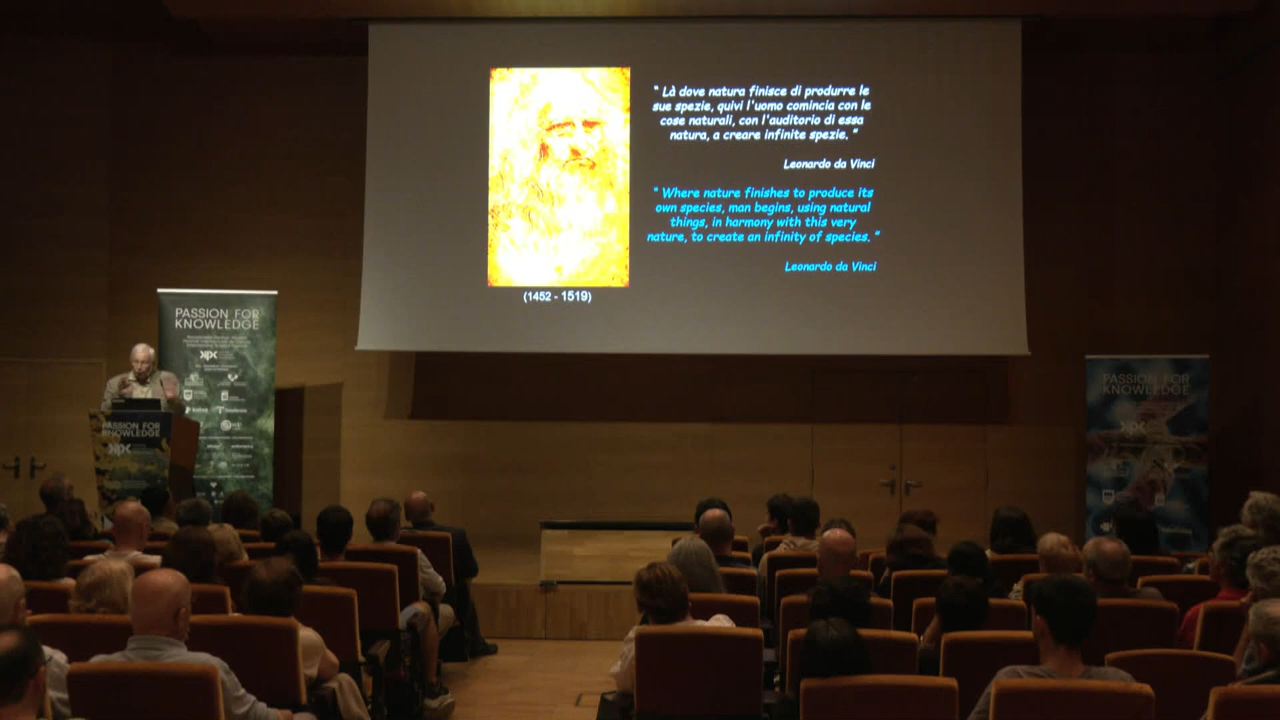 " Là dove natura finisce di produrre le
sue spezie, quivi l'uomo comincia con le
cose naturali, con l'auditorio di essa
natura, a creare infinite spezie. "
Leonardo da Vinci
" Where nature finishes to produce its
own species, man begins, using natural
things, in harmony with this very
nature, to create an infinity of species. "
Leonardo da Vinci
(1452 - 1519)
PASSION FOR
KNOWLEDGE
PASSION FOR
KNOWLEDGE
PASSION FOR
KNOWLEDGE